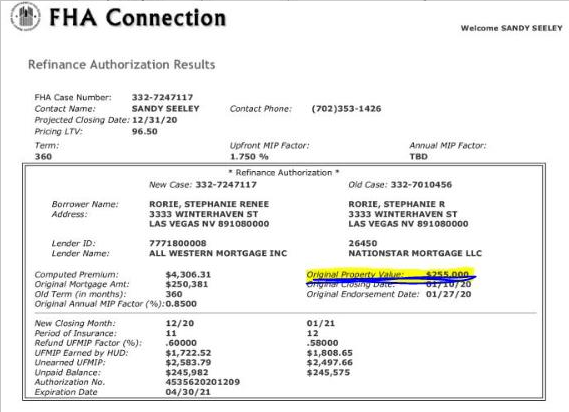 FHA Connection
Welcome SANDY SEELEY
Refinance Authorization Results
FHA Case Number: 332-7247117
Contact Name: SANDY SEELEY Contact Phone: (702)353-1426
Projected Closing Date: 12/31/20
Pricing LTV: 96.50
Term: Upfront MIP Factor: Annual MIP Factor:
360 1.750 % TBD
* Refinance Authorization *
New Case: 332-7247117 Old Case: 332-7010456
Borrower Name: RORIE, STEPHANIE RENEE RORIE, STEPHANIE R
Address: 3333 WINTERHAVEN ST 3333 WINTERHAVEN ST
LAS VEGAS NV 891080000 LAS VEGAS NV 891080000
Lender ID: 7771800008 26450
Lender Name: ALL WESTERN MORTGAGE INC NATIONSTAR MORTGAGE LLC
Computed Premium: $4,306.31 Original Property Value: $255,000
Original Mortgage Amt: $250,381 Original Closing Date: 01/10/20
Old Term (in months): 360 Original Endorsement Date: 01/27/20
Original Annual MIP Factor (%): 0.8500
New Closing Month: 12/20 01/21
Period of Insurance: 11 12
Refund UFMIP Factor (%): .60000 .58000
UFMIP Earned by HUD: $1,722.52 $1,808.65
Unearned UFMIP: $2,583.79 $2,497.66
Unpaid Balance: $245,982 $245,575
Authorization No. 4535620201209
Expiration Date 04/30/21